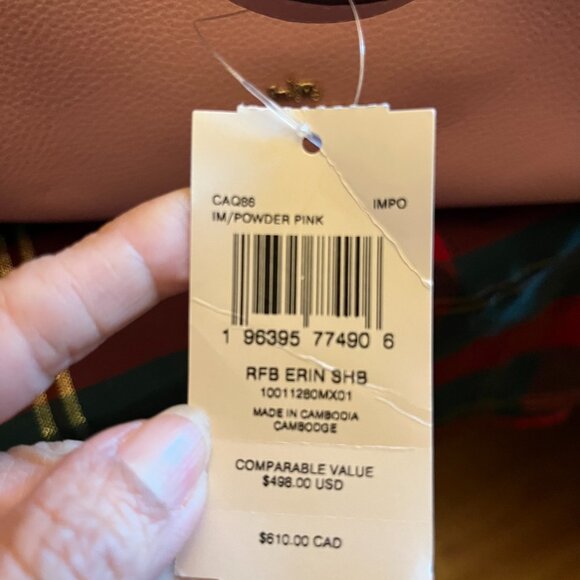 CAQ86 IMPO
IM/POWDER PINK
1 96395 77490 6
RFB ERIN SHB
10011280MX01
MADE IN CAMBODIA
CAMBODGE
COMPARABLE VALUE
$498.00 USD
$610.00 CAD